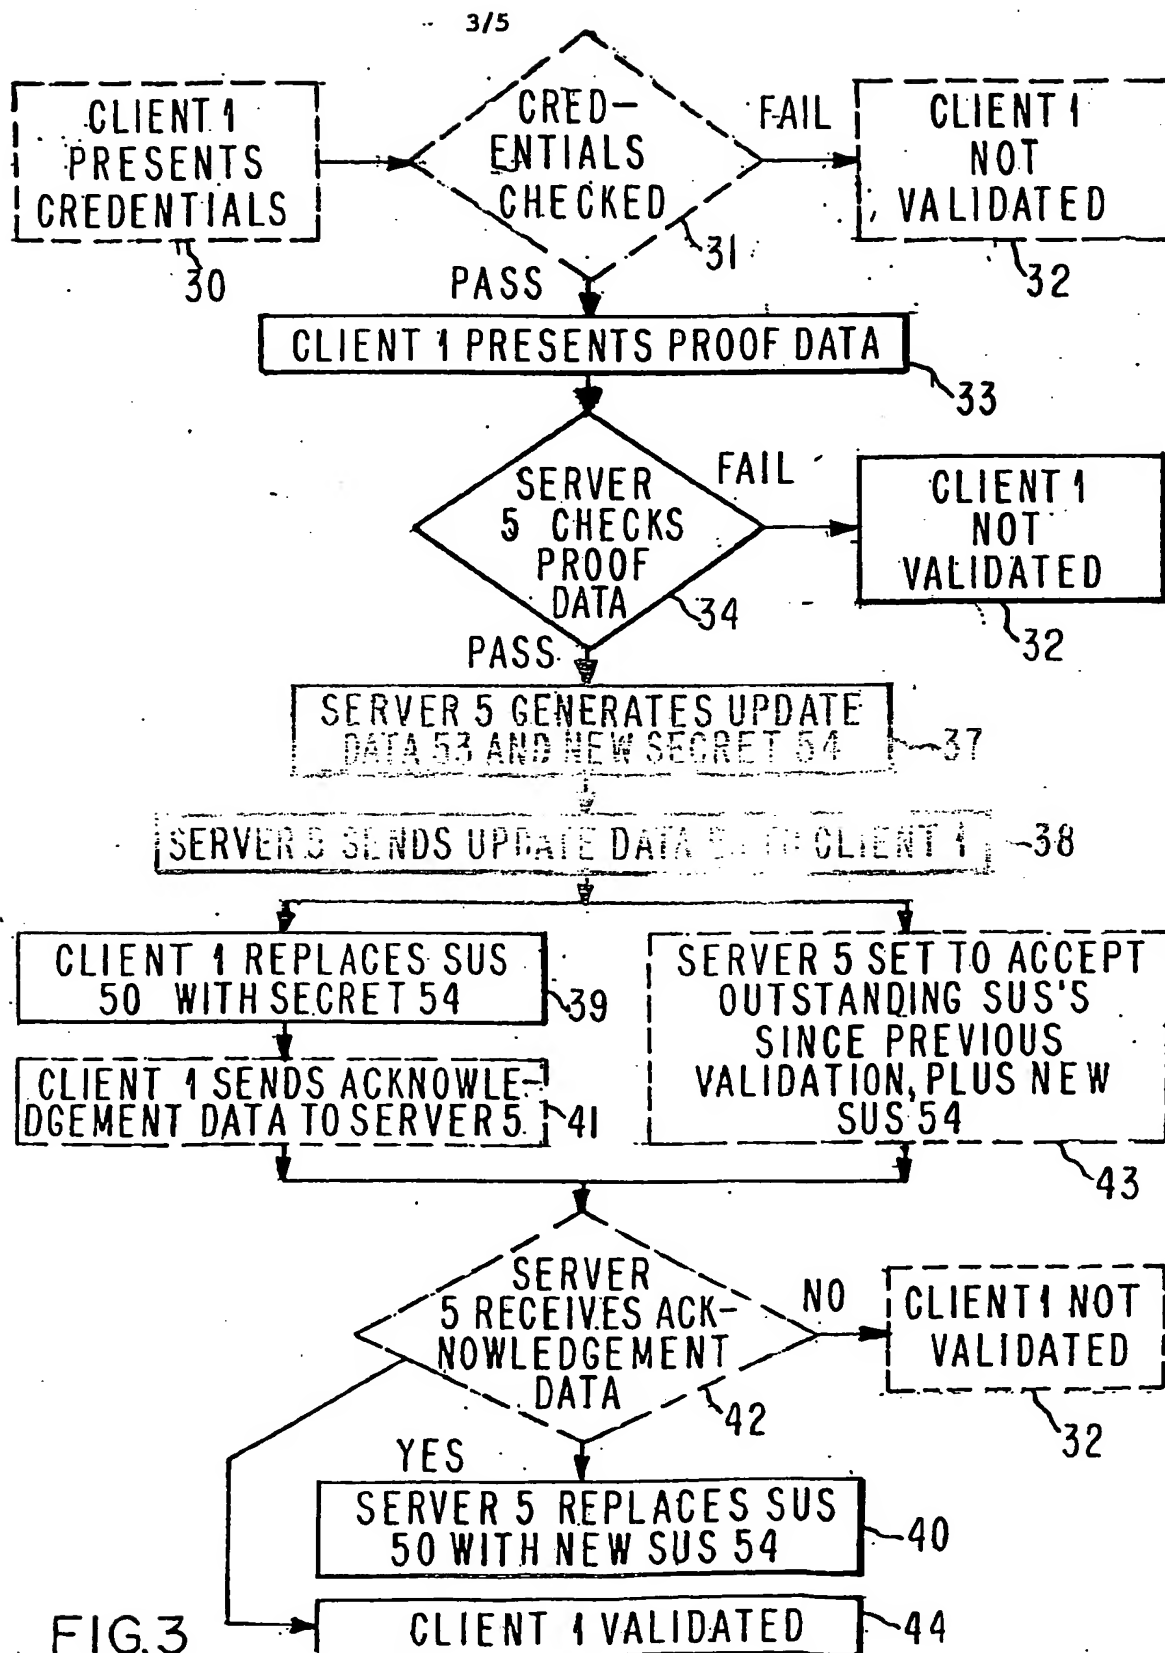 3/5
CLIENT 1
PRESENTS
CREDENTIALS
30
CRED-
ENTIALS
CHECKED
31
FAIL
CLIENT 1
NOT
VALIDATED
32
PASS
CLIENT 1 PRESENTS PROOF DATA
33
SERVER
5 CHECKS
PROOF
DATA
34
FAIL
CLIENT 1
NOT
VALIDATED
32
PASS
SERVER 5 GENERATES UPDATE
DATA 53 AND NEW SECRET 54
37
SERVER 5 SENDS UPDATE DATA TO CLIENT 1
38
CLIENT 1 REPLACES SUS
50 WITH SECRET 54
39
CLIENT 1 SENDS ACKNOWLE-
DGEMENT DATA TO SERVER 5
41
SERVER 5 SET TO ACCEPT
OUTSTANDING SUS'S
SINCE PREVIOUS
VALIDATION, PLUS NEW
SUS 54
43
SERVER
5 RECEIVES ACK-
NOWLEDGEMENT
DATA
42
NO
CLIENT 1 NOT
VALIDATED
32
YES
SERVER 5 REPLACES SUS
50 WITH NEW SUS 54
40
CLIENT 1 VALIDATED
44
FIG.3